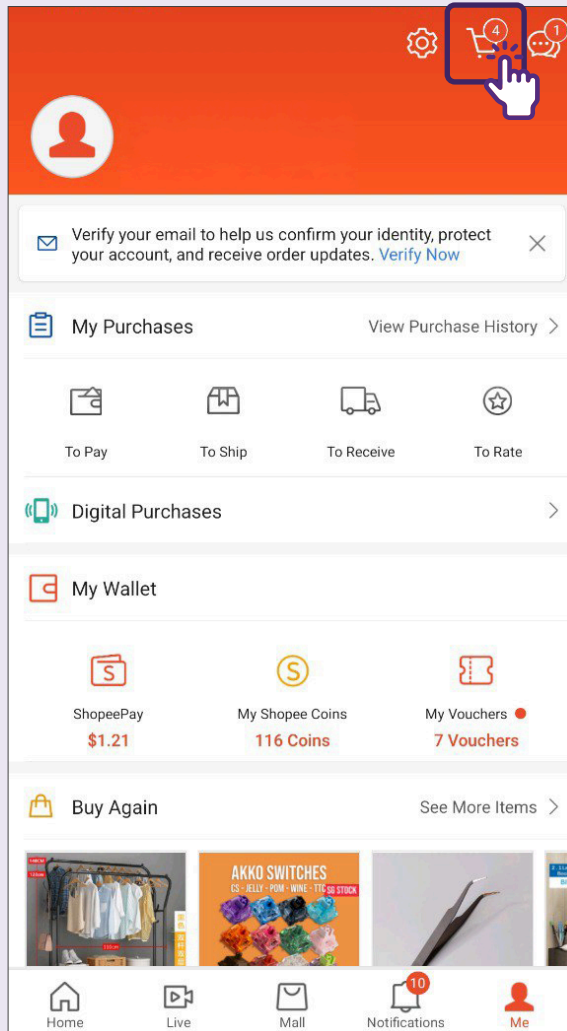 4
1
Verify your email to help us confirm your identity, protect
your account, and receive order updates. Verify Now
My Purchases
View Purchase History
To Pay
To Ship
To Receive
To Rate
Digital Purchases
My Wallet
S
S
ShopeePay
My Shopee Coins
My Vouchers
$1.21
116 Coins
7 Vouchers
Buy Again
See More Items
AKKO SWITCHES
CS - JELLY - POM - WINE - TTC
SG STOCK
10
Home
Live
Mall
Notifications
Me